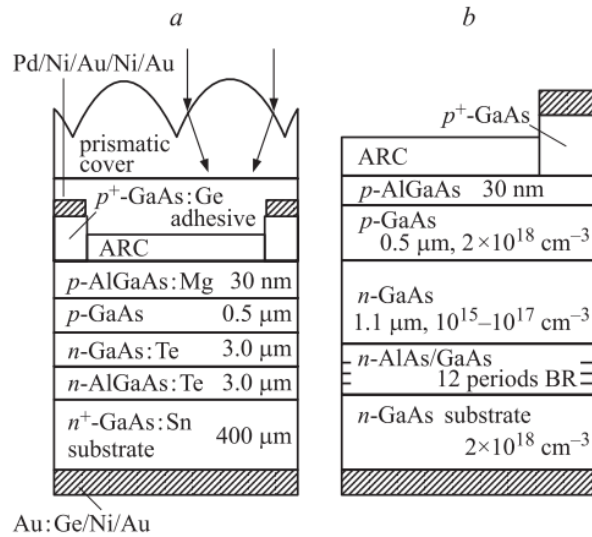 a
Pd/Ni/Au/Ni/Au
prismatic
cover
p⁺-GaAs:Ge
adhesive
ARC
p-AlGaAs:Mg 30 nm
p-GaAs 0.5 μm
n-GaAs:Te 3.0 μm
n-AlGaAs:Te 3.0 μm
n⁺-GaAs:Sn
substrate 400 μm
Au:Ge/Ni/Au
b
p⁺-GaAs
ARC
p-AlGaAs 30 nm
p-GaAs
0.5 μm, 2×10¹⁸ cm⁻³
n-GaAs
1.1 μm, 10¹⁵–10¹⁷ cm⁻³
n-AlAs/GaAs
12 periods BR
n-GaAs substrate
2×10¹⁸ cm⁻³